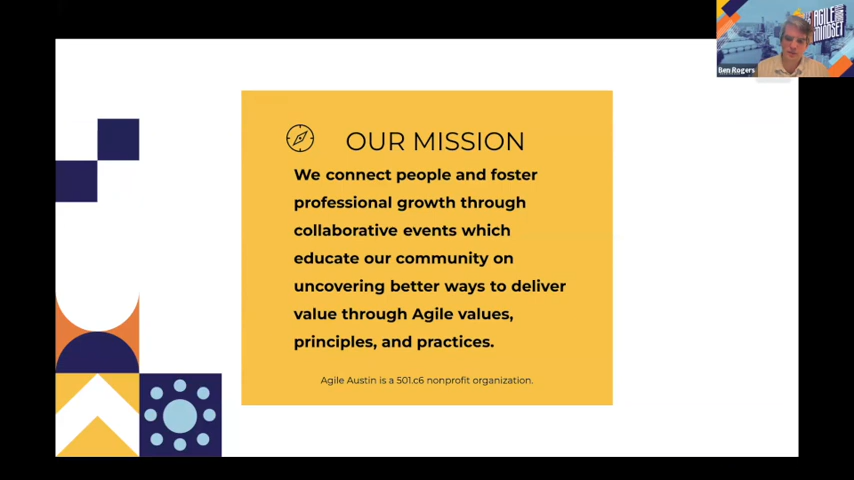 AGILE
MINDSET
Ben Rogers
OUR MISSION
We connect people and foster
professional growth through
collaborative events which
educate our community on
uncovering better ways to deliver
value through Agile values,
principles, and practices.
Agile Austin is a 501.c6 nonprofit organization.